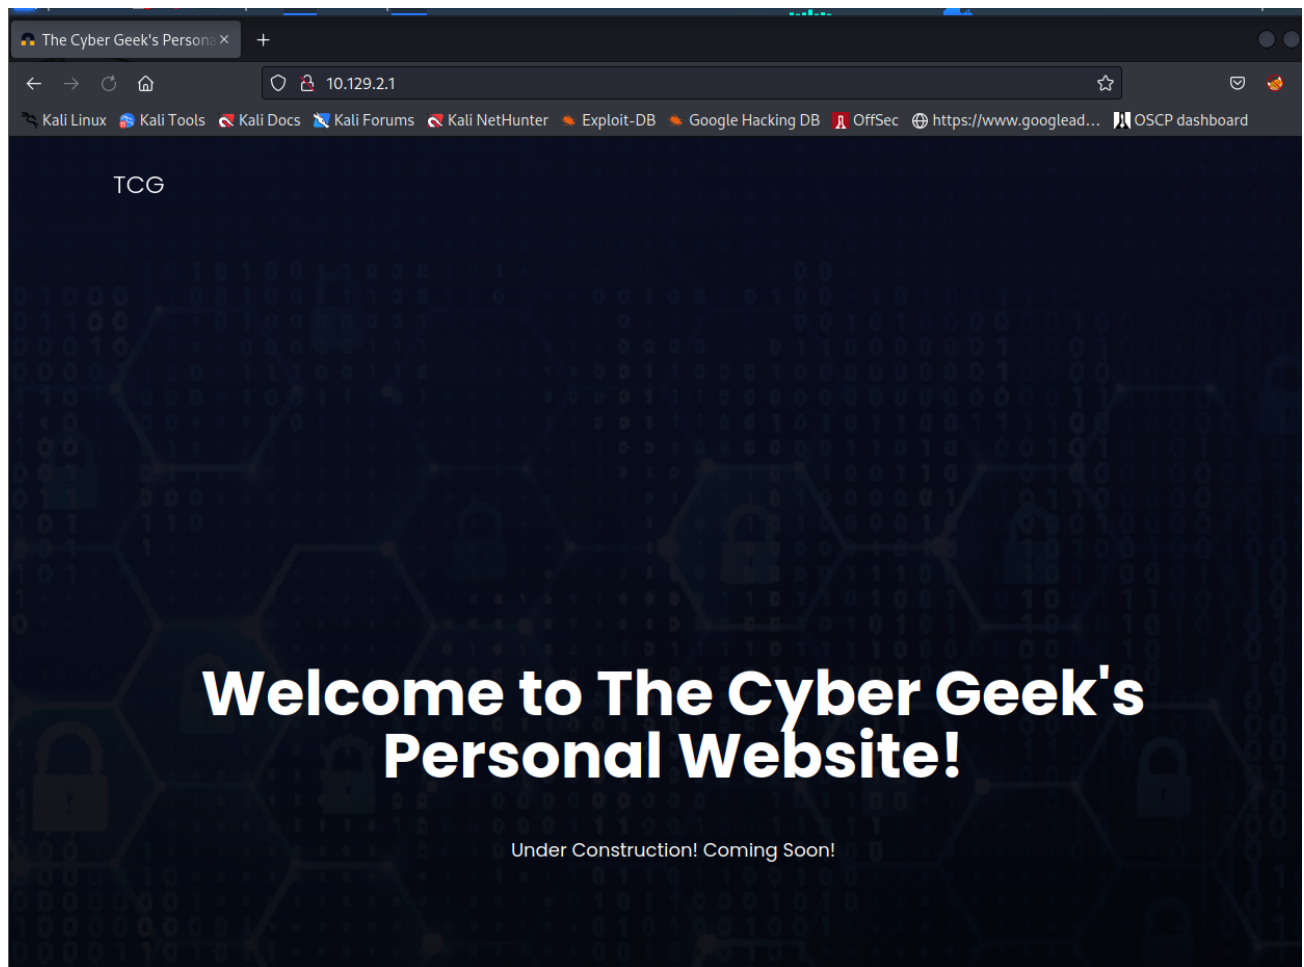 The Cyber Geek's Persona
10.129.2.1
Kali Linux Kali Tools Kali Docs Kali Forums Kali NetHunter Exploit-DB Google Hacking DB OffSec https://www.googlead... OSCP dashboard
TCG
Welcome to The Cyber Geek's
Personal Website!
Under Construction! Coming Soon!